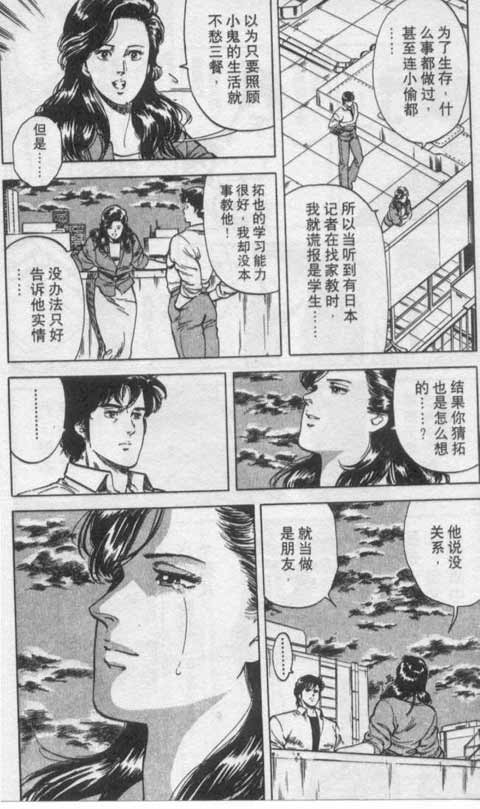 为了生存，什
么事都做过，
甚至连小偷都
……
所以当听到有日本
记者在找家教时，
我就谎报是学生……
以为只要照顾
小鬼的生活就
不愁三餐，
但是……
拓也的学习能力
很好，我却没本
事教他！
没办法只好
告诉他实情
结果你猜拓
也是怎么想
的……？
…………
他说没
关系，
就当做
是朋友，
……